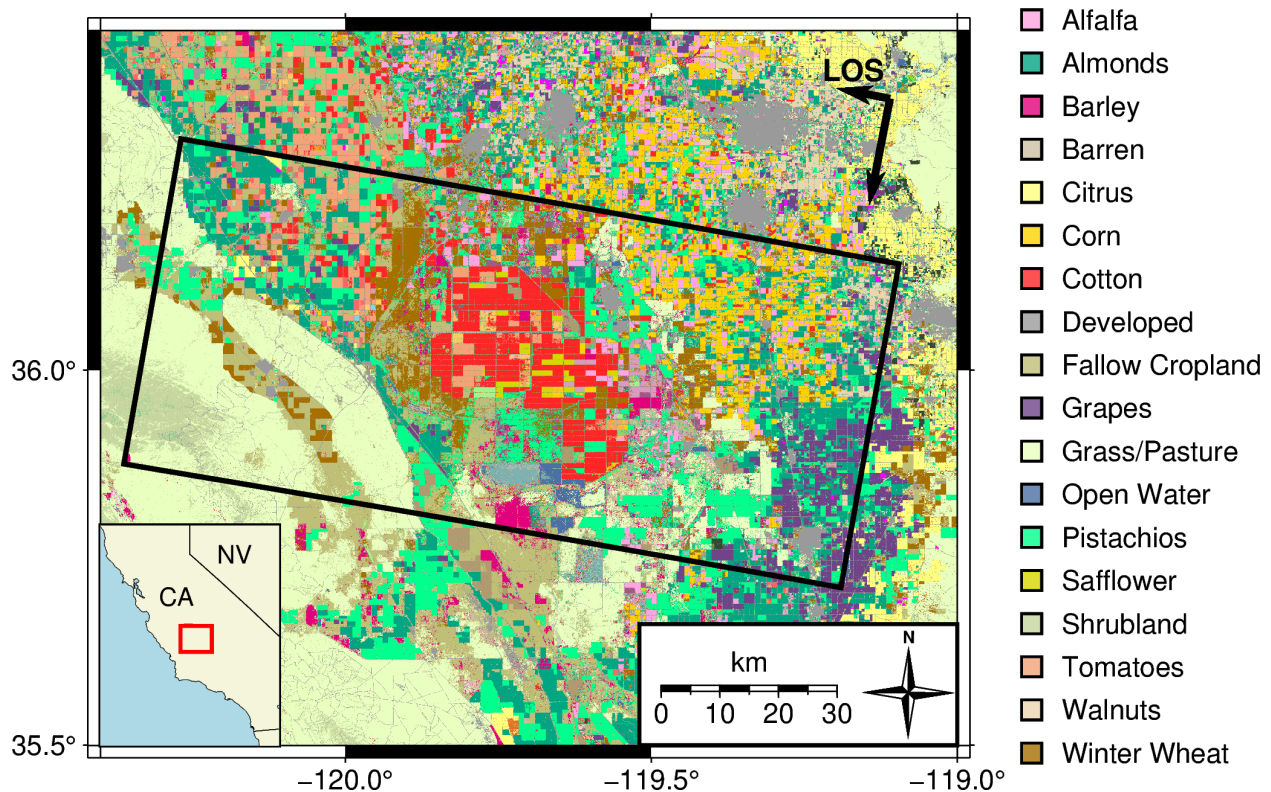 LOS
36.0°
35.5°
−120.0°
−119.5°
−119.0°
NV
CA
km
0 10 20 30
N
Alfalfa
Almonds
Barley
Barren
Citrus
Corn
Cotton
Developed
Fallow Cropland
Grapes
Grass/Pasture
Open Water
Pistachios
Safflower
Shrubland
Tomatoes
Walnuts
Winter Wheat